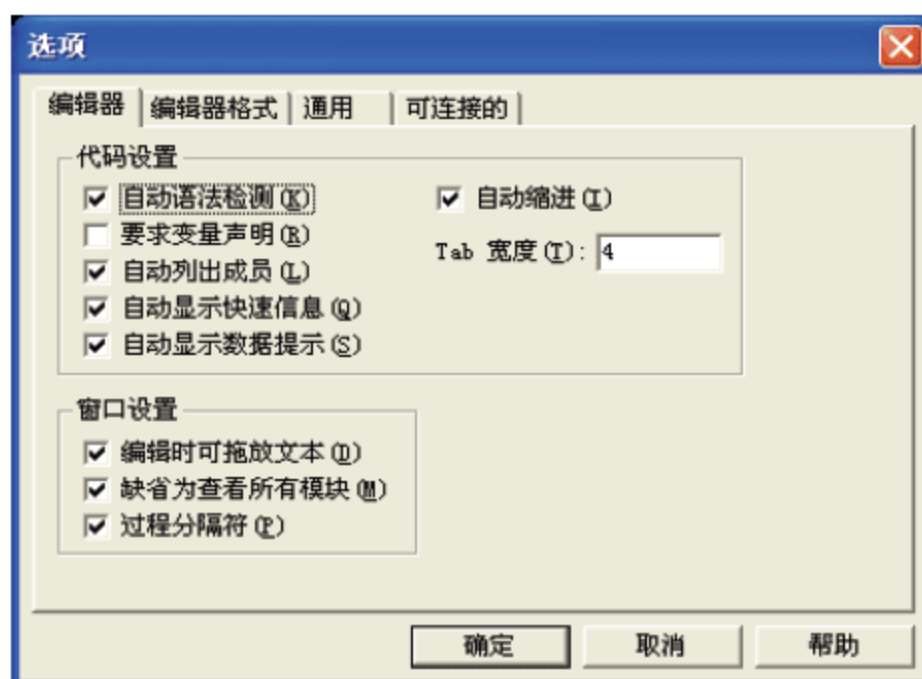 选项
编辑器 编辑器格式 通用 可连接的
代码设置
自动语法检测(K) 自动缩进(I)
要求变量声明(R)
Tab 宽度(T): 4
自动列出成员(L)
自动显示快速信息(Q)
自动显示数据提示(S)
窗口设置
编辑时可拖放文本(D)
缺省为查看所有模块(M)
过程分隔符(P)
确定 取消 帮助